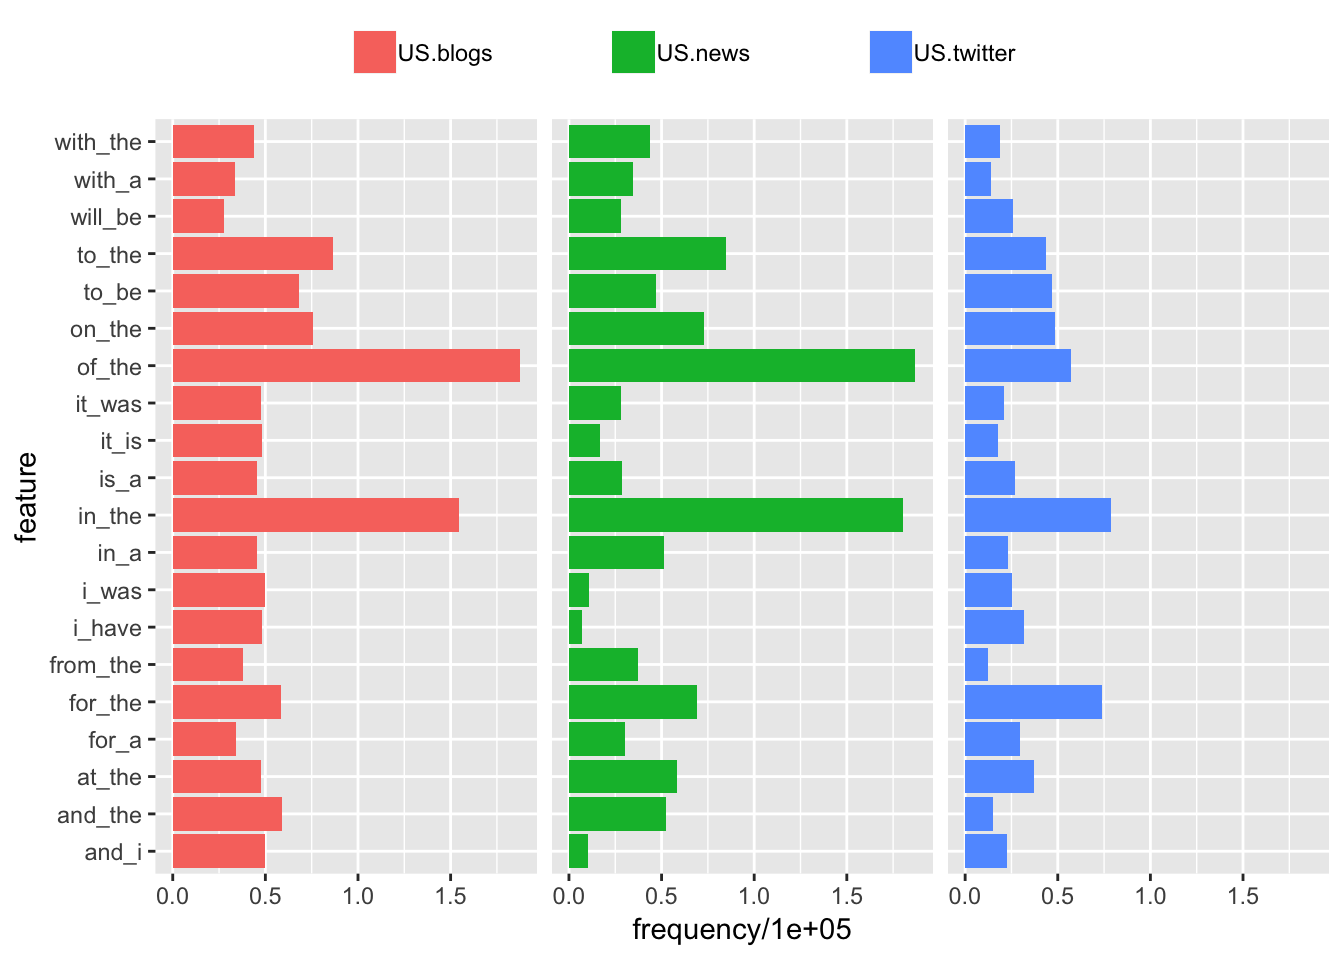 US.blogs US.news US.twitter
with_the
with_a
will_be
to_the
to_be
on_the
of_the
it_was
it_is
is_a
in_the
in_a
i_was
i_have
from_the
for_the
for_a
at_the
and_the
and_i
feature
0.0 0.5 1.0 1.5 0.0 0.5 1.0 1.5 0.0 0.5 1.0 1.5
frequency/1e+05